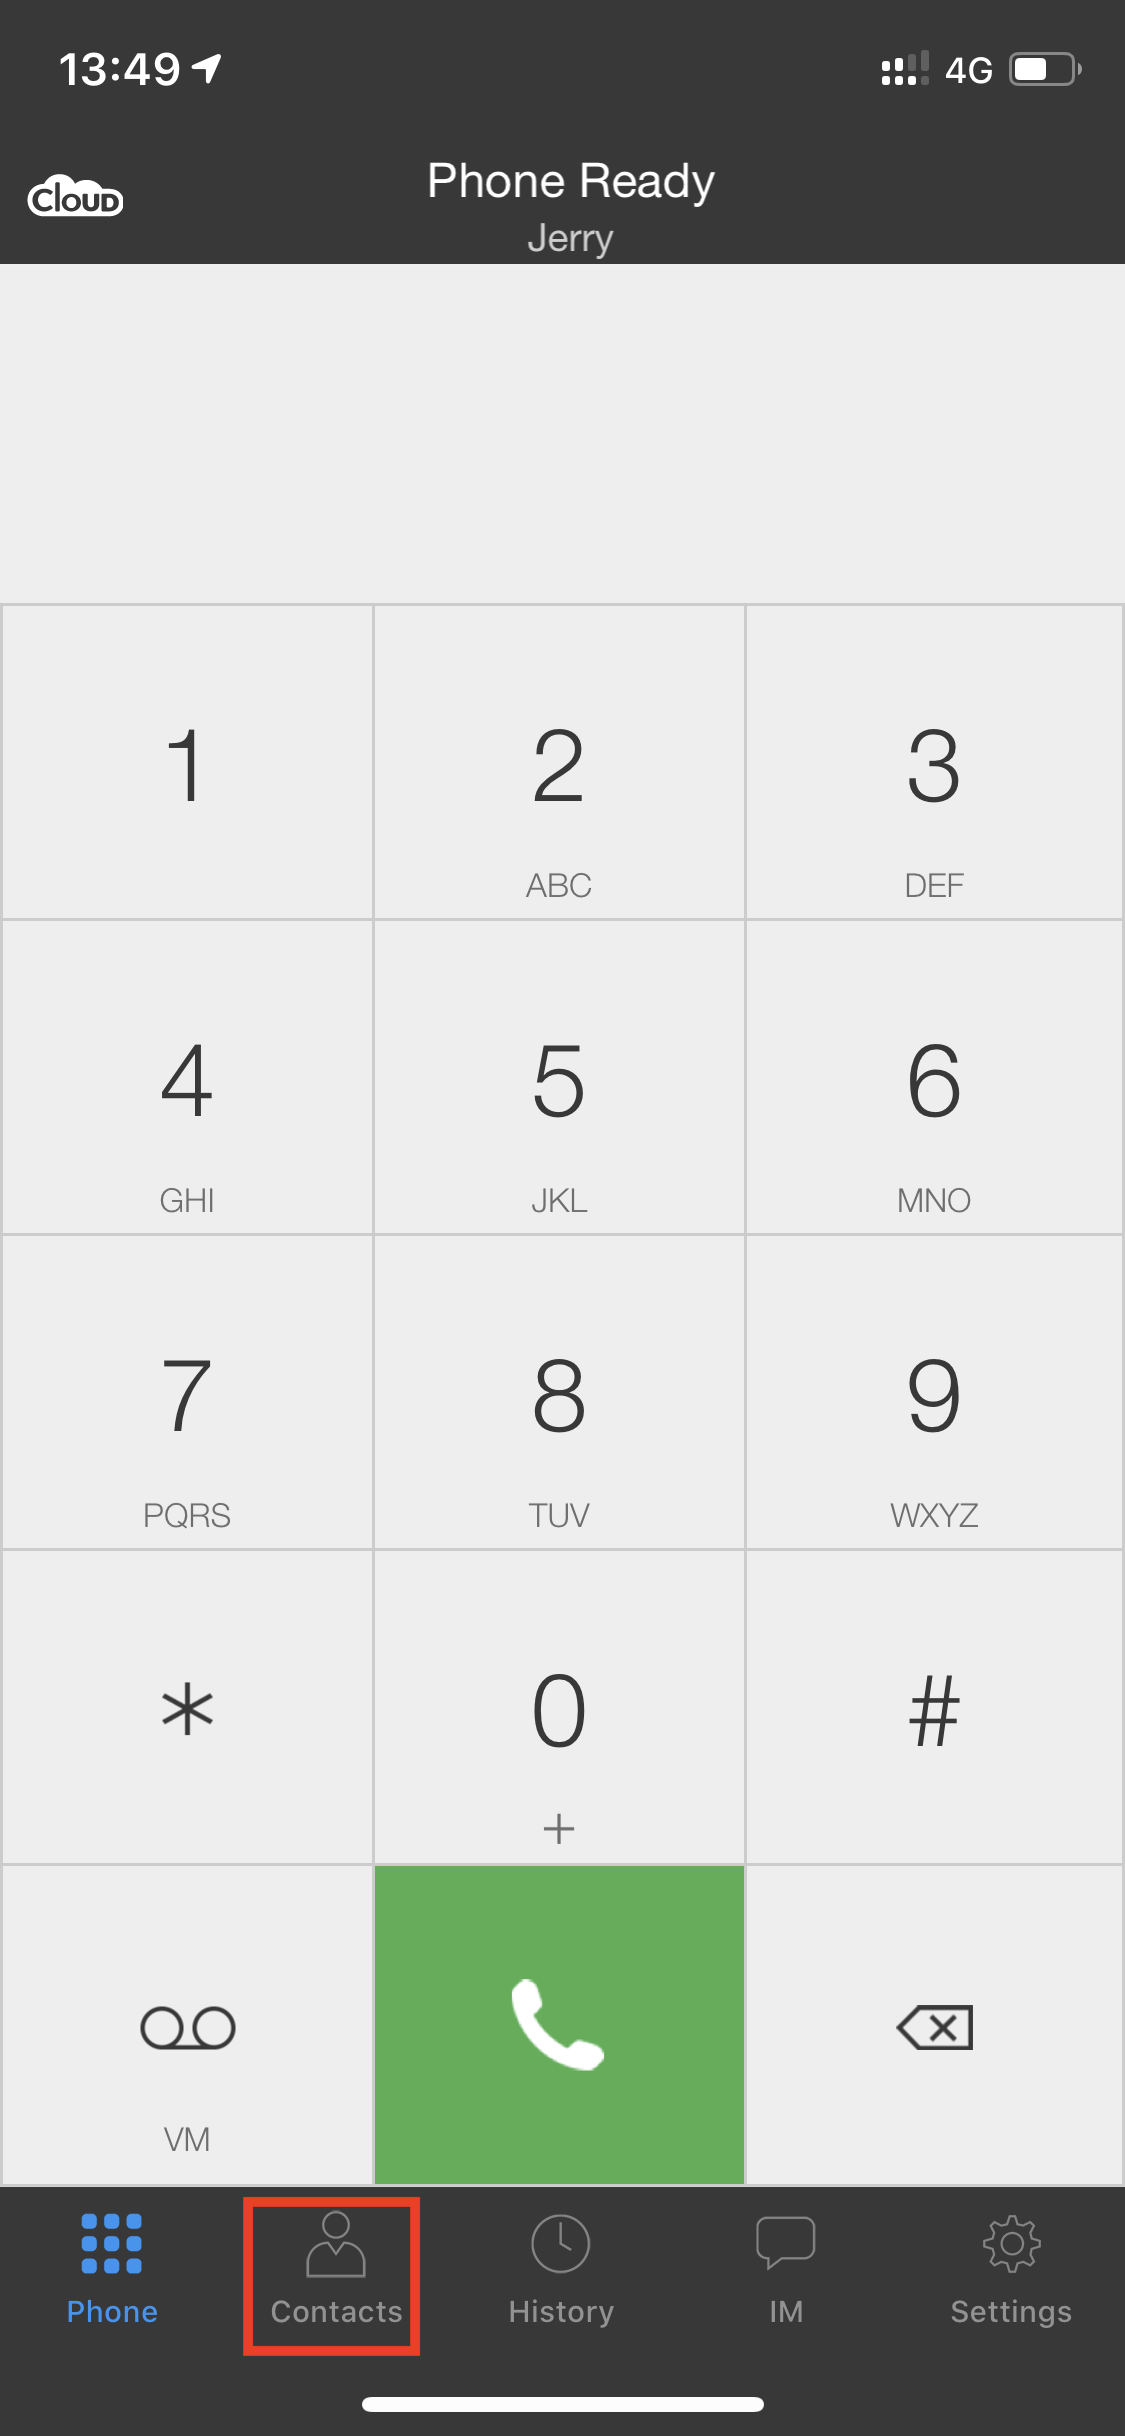 13:49
4G
CLOUD
Phone Ready
Jerry
1
2
3
ABC
DEF
4
5
6
GHI
JKL
MNO
7
8
9
PQRS
TUV
WXYZ
*
0
#
+
VM
Phone
Contacts
History
IM
Settings